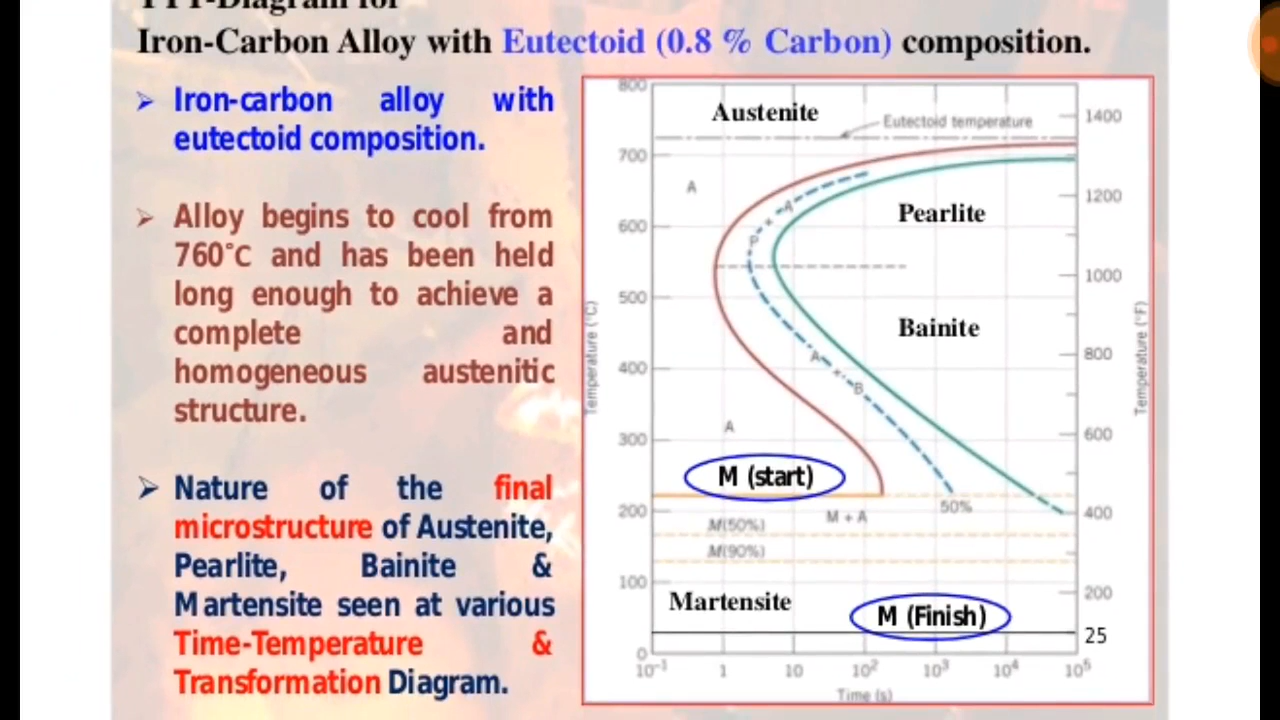 TTT-Diagram for
Iron-Carbon Alloy with Eutectoid (0.8 % Carbon) composition.
➢ Iron-carbon alloy with
eutectoid composition.
➢ Alloy begins to cool from
760˚C and has been held
long enough to achieve a
complete and
homogeneous austenitic
structure.
➢ Nature of the final
microstructure of Austenite,
Pearlite, Bainite &
Martensite seen at various
Time-Temperature &
Transformation Diagram.
800
Austenite
Eutectoid temperature
1400
700
A
A
1200
600
Pearlite
P
1000
500
Temperature (°C)
Bainite
Temperature (°F)
800
400
A
B
A
600
300
M (start)
200
M + A
50%
400
M(50%)
M(90%)
100
Martensite
200
M (Finish)
25
0
10⁻¹ 1 10 10² 10³ 10⁴ 10⁵
Time (s)